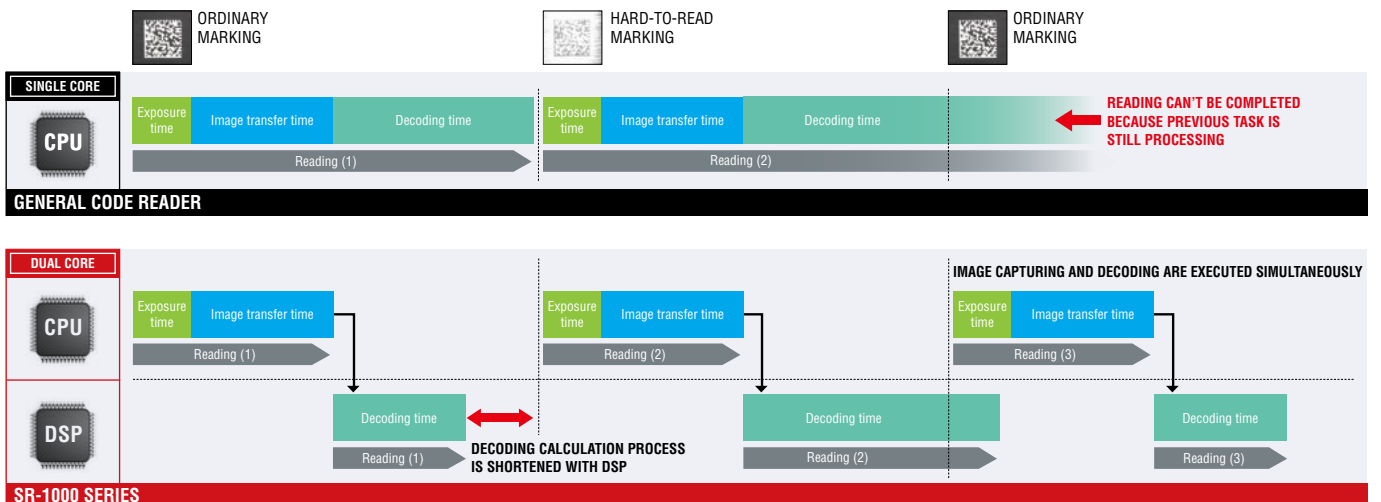 ORDINARY
MARKING
HARD-TO-READ
MARKING
ORDINARY
MARKING
SINGLE CORE
CPU
Exposure
time
Image transfer time
Decoding time
Exposure
time
Image transfer time
Decoding time
READING CAN'T BE COMPLETED
BECAUSE PREVIOUS TASK IS
STILL PROCESSING
Reading (1)
Reading (2)
GENERAL CODE READER
DUAL CORE
IMAGE CAPTURING AND DECODING ARE EXECUTED SIMULTANEOUSLY
CPU
Exposure
time
Image transfer time
Exposure
time
Image transfer time
Exposure
time
Image transfer time
Reading (1)
Reading (2)
Reading (3)
DSP
Decoding time
Decoding time
Decoding time
Reading (1)
DECODING CALCULATION PROCESS
IS SHORTENED WITH DSP
Reading (2)
Reading (3)
SR-1000 SERIES